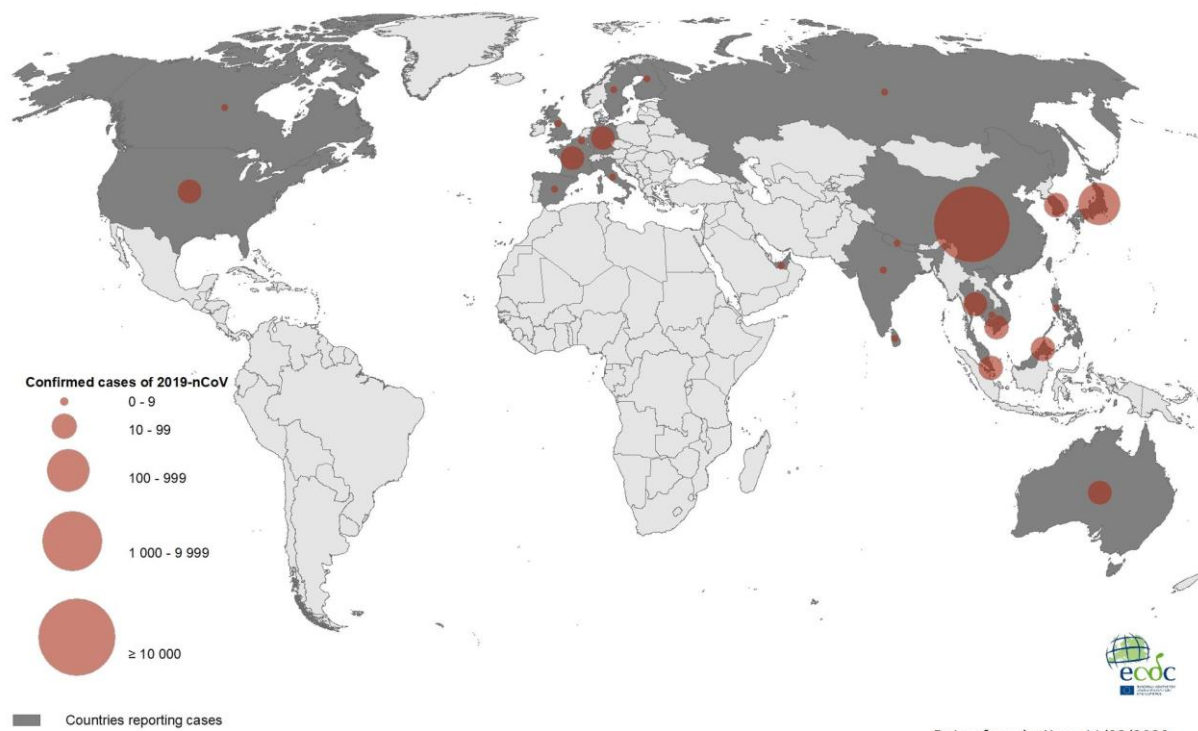 Confirmed cases of 2019-nCoV
0 - 9
10 - 99
100 - 999
1 000 - 9 999
≥ 10 000
Countries reporting cases
ecdc